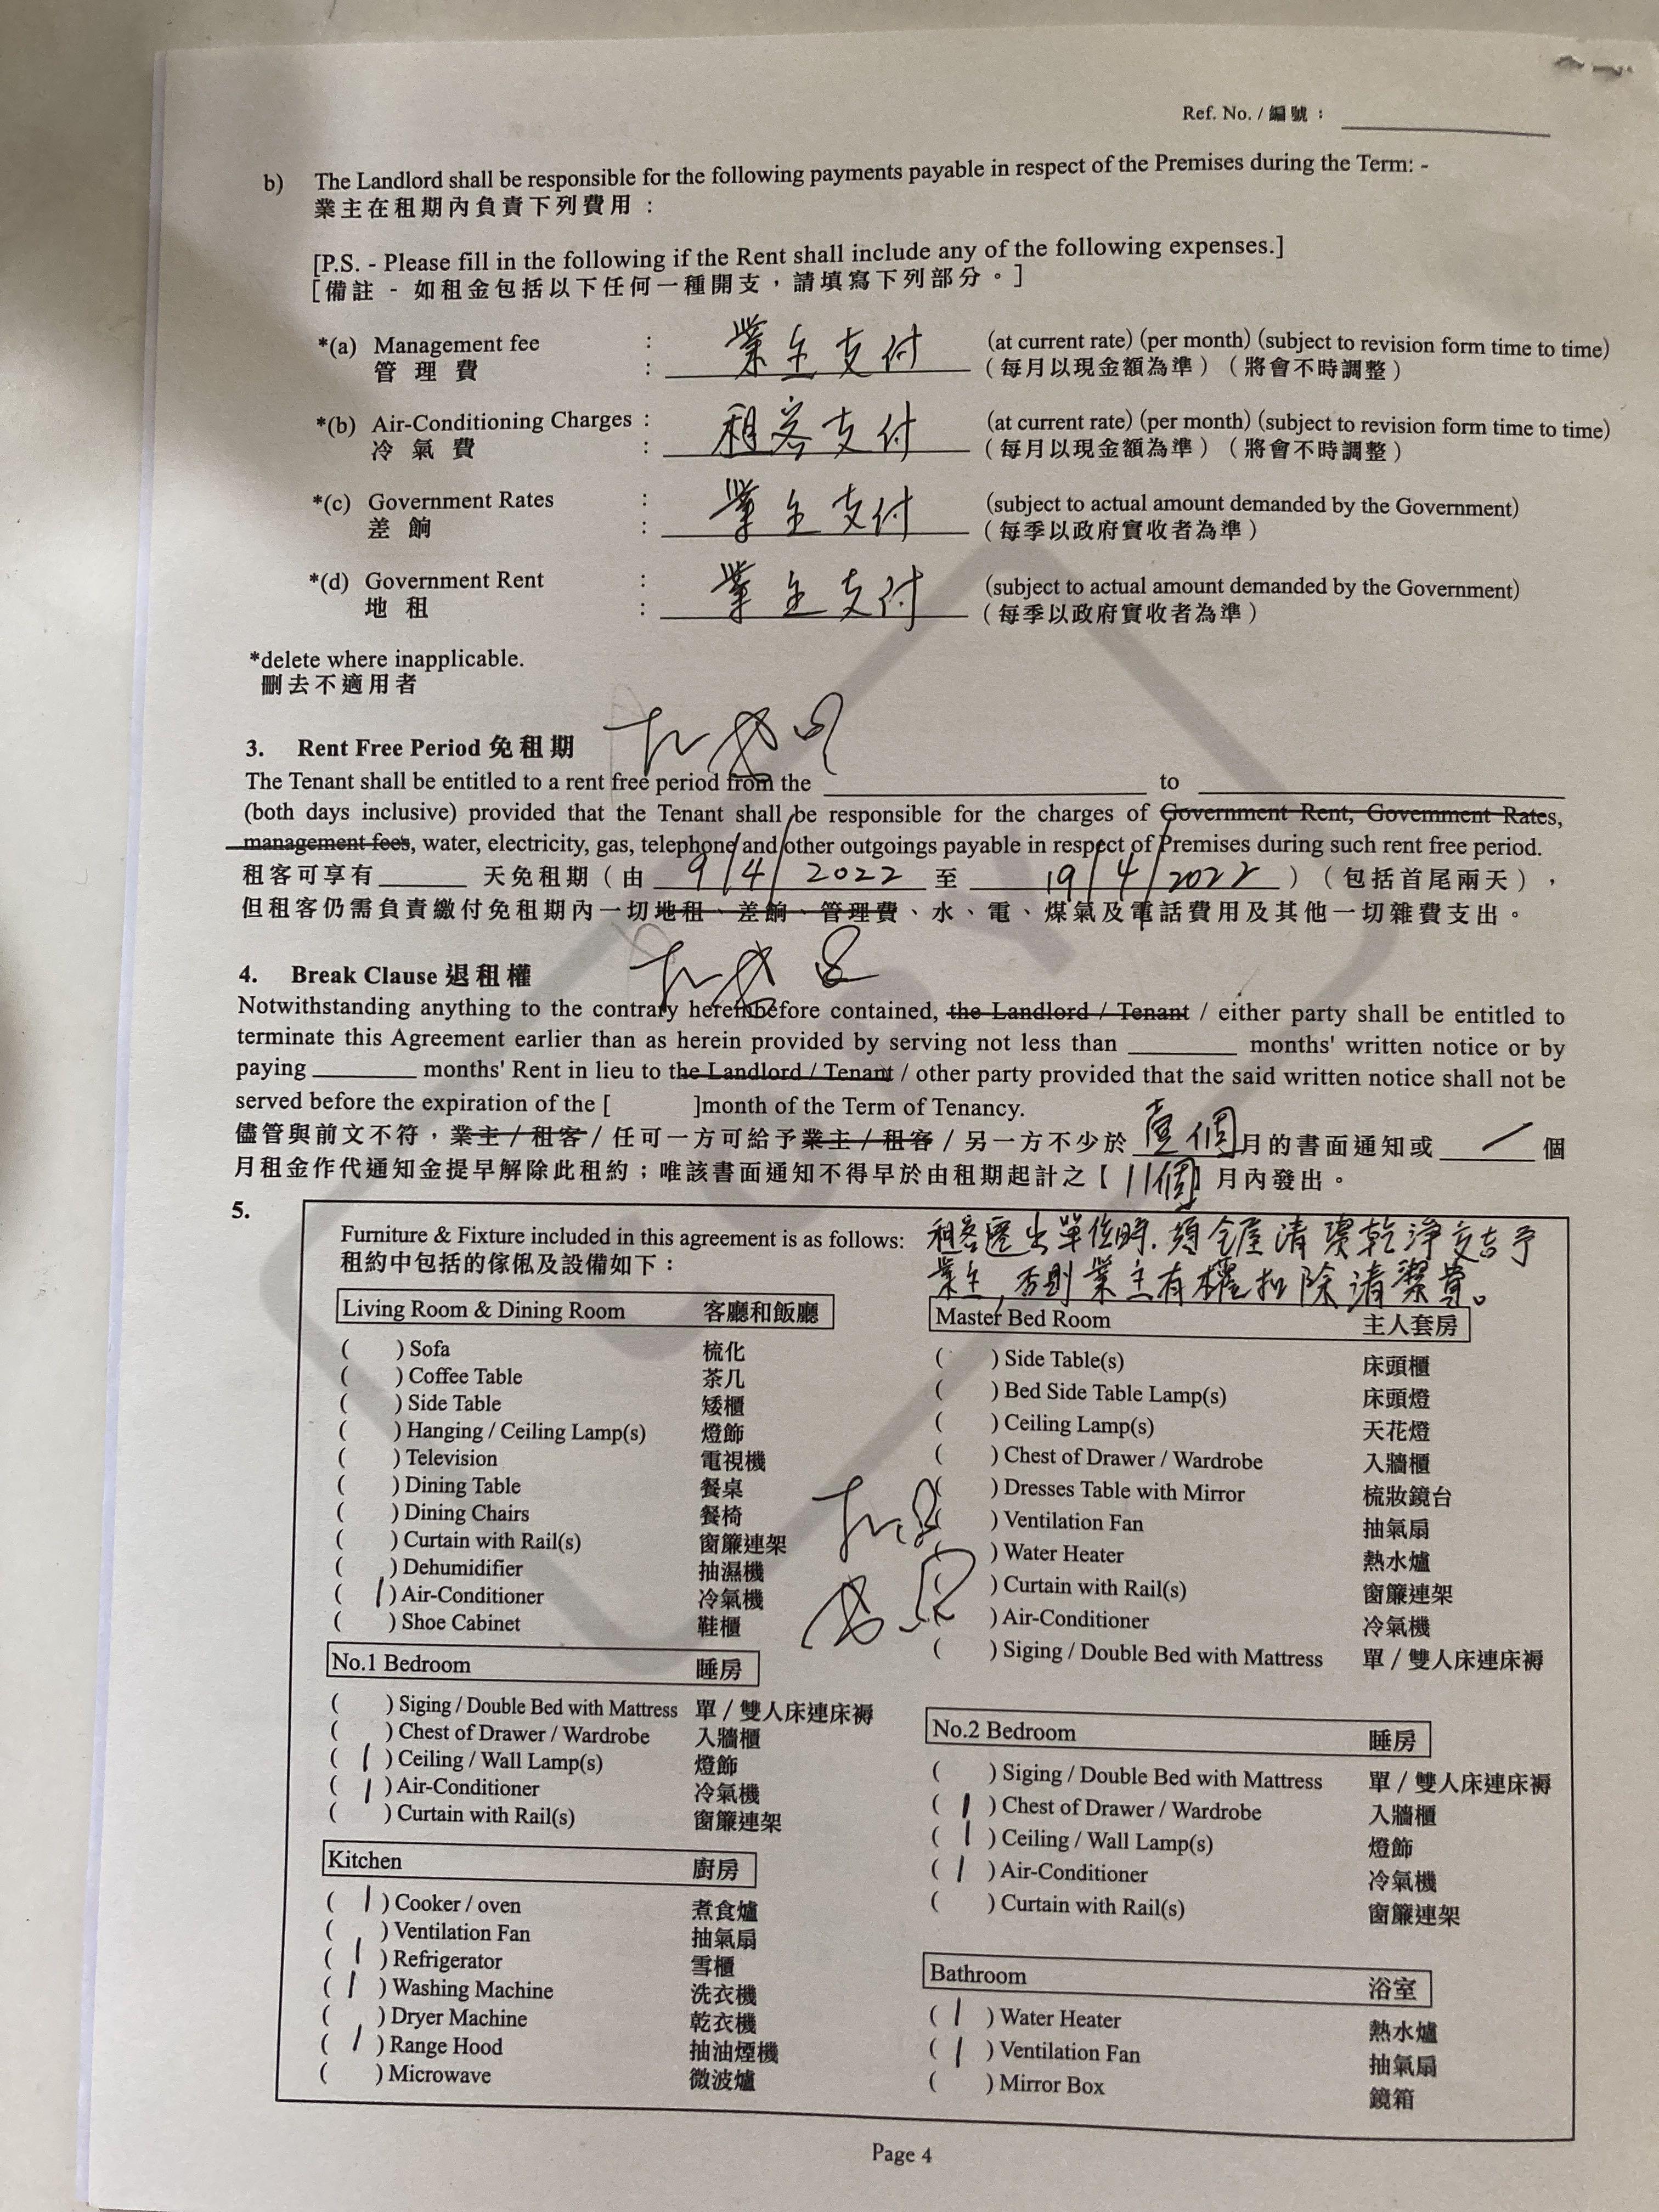 Ref. No. / 編號 :
b) The Landlord shall be responsible for the following payments payable in respect of the Premises during the Term: -
業主在租期內負責下列費用 :
[P.S. - Please fill in the following if the Rent shall include any of the following expenses.]
[備註 - 如租金包括以下任何一種開支，請填寫下列部分。]
*(a) Management fee : 業主支付 (at current rate) (per month) (subject to revision form time to time)
管理費 : (每月以現金額為準) (將會不時調整)
*(b) Air-Conditioning Charges : 租客支付 (at current rate) (per month) (subject to revision form time to time)
冷氣費 : (每月以現金額為準) (將會不時調整)
*(c) Government Rates : 業主支付 (subject to actual amount demanded by the Government)
差餉 : (每季以政府實收者為準)
*(d) Government Rent : 業主支付 (subject to actual amount demanded by the Government)
地租 : (每季以政府實收者為準)
*delete where inapplicable.
刪去不適用者
3. Rent Free Period 免租期
The Tenant shall be entitled to a rent free period from the to
(both days inclusive) provided that the Tenant shall be responsible for the charges of Government Rent, Government Rates,
management fees, water, electricity, gas, telephone and other outgoings payable in respect of Premises during such rent free period.
租客可享有 天免租期 (由 9/4/2022 至 19/4/2022 ) (包括首尾兩天)，
但租客仍需負責繳付免租期內一切地租、差餉、管理費、水、電、煤氣及電話費用及其他一切雜費支出。
4. Break Clause 退租權
Notwithstanding anything to the contrary hereinbefore contained, the Landlord / Tenant / either party shall be entitled to
terminate this Agreement earlier than as herein provided by serving not less than months' written notice or by
paying months' Rent in lieu to the Landlord / Tenant / other party provided that the said written notice shall not be
served before the expiration of the [ ]month of the Term of Tenancy.
儘管與前文不符，業主/租客/任可一方可給予業主/租客/另一方不少於 壹個 月的書面通知或 個
月租金作代通知金提早解除此租約；唯該書面通知不得早於由租期起計之【11個】月內發出。
5.
Furniture & Fixture included in this agreement is as follows: 租客遷出單位時.須全屋清理乾淨交吉予
租約中包括的傢俬及設備如下： 業主,否則業主有權扣除清潔費。
Living Room & Dining Room 客廳和飯廳
( ) Sofa 梳化
( ) Coffee Table 茶几
( ) Side Table 矮櫃
( ) Hanging / Ceiling Lamp(s) 燈飾
( ) Television 電視機
( ) Dining Table 餐桌
( ) Dining Chairs 餐椅
( ) Curtain with Rail(s) 窗簾連架
( ) Dehumidifier 抽濕機
( 1 ) Air-Conditioner 冷氣機
( ) Shoe Cabinet 鞋櫃
Master Bed Room 主人套房
( ) Side Table(s) 床頭櫃
( ) Bed Side Table Lamp(s) 床頭燈
( ) Ceiling Lamp(s) 天花燈
( ) Chest of Drawer / Wardrobe 入牆櫃
( ) Dresses Table with Mirror 梳妝鏡台
( ) Ventilation Fan 抽氣扇
( ) Water Heater 熱水爐
( ) Curtain with Rail(s) 窗簾連架
( ) Air-Conditioner 冷氣機
( ) Siging / Double Bed with Mattress 單/雙人床連床褥
No.1 Bedroom 睡房
( ) Siging / Double Bed with Mattress 單/雙人床連床褥
( ) Chest of Drawer / Wardrobe 入牆櫃
( 1 ) Ceiling / Wall Lamp(s) 燈飾
( 1 ) Air-Conditioner 冷氣機
( ) Curtain with Rail(s) 窗簾連架
No.2 Bedroom 睡房
( ) Siging / Double Bed with Mattress 單/雙人床連床褥
( 1 ) Chest of Drawer / Wardrobe 入牆櫃
( 1 ) Ceiling / Wall Lamp(s) 燈飾
( 1 ) Air-Conditioner 冷氣機
( ) Curtain with Rail(s) 窗簾連架
Kitchen 廚房
( 1 ) Cooker / oven 煮食爐
( ) Ventilation Fan 抽氣扇
( 1 ) Refrigerator 雪櫃
( 1 ) Washing Machine 洗衣機
( ) Dryer Machine 乾衣機
( 1 ) Range Hood 抽油煙機
( ) Microwave 微波爐
Bathroom 浴室
( 1 ) Water Heater 熱水爐
( 1 ) Ventilation Fan 抽氣扇
( ) Mirror Box 鏡箱
Page 4